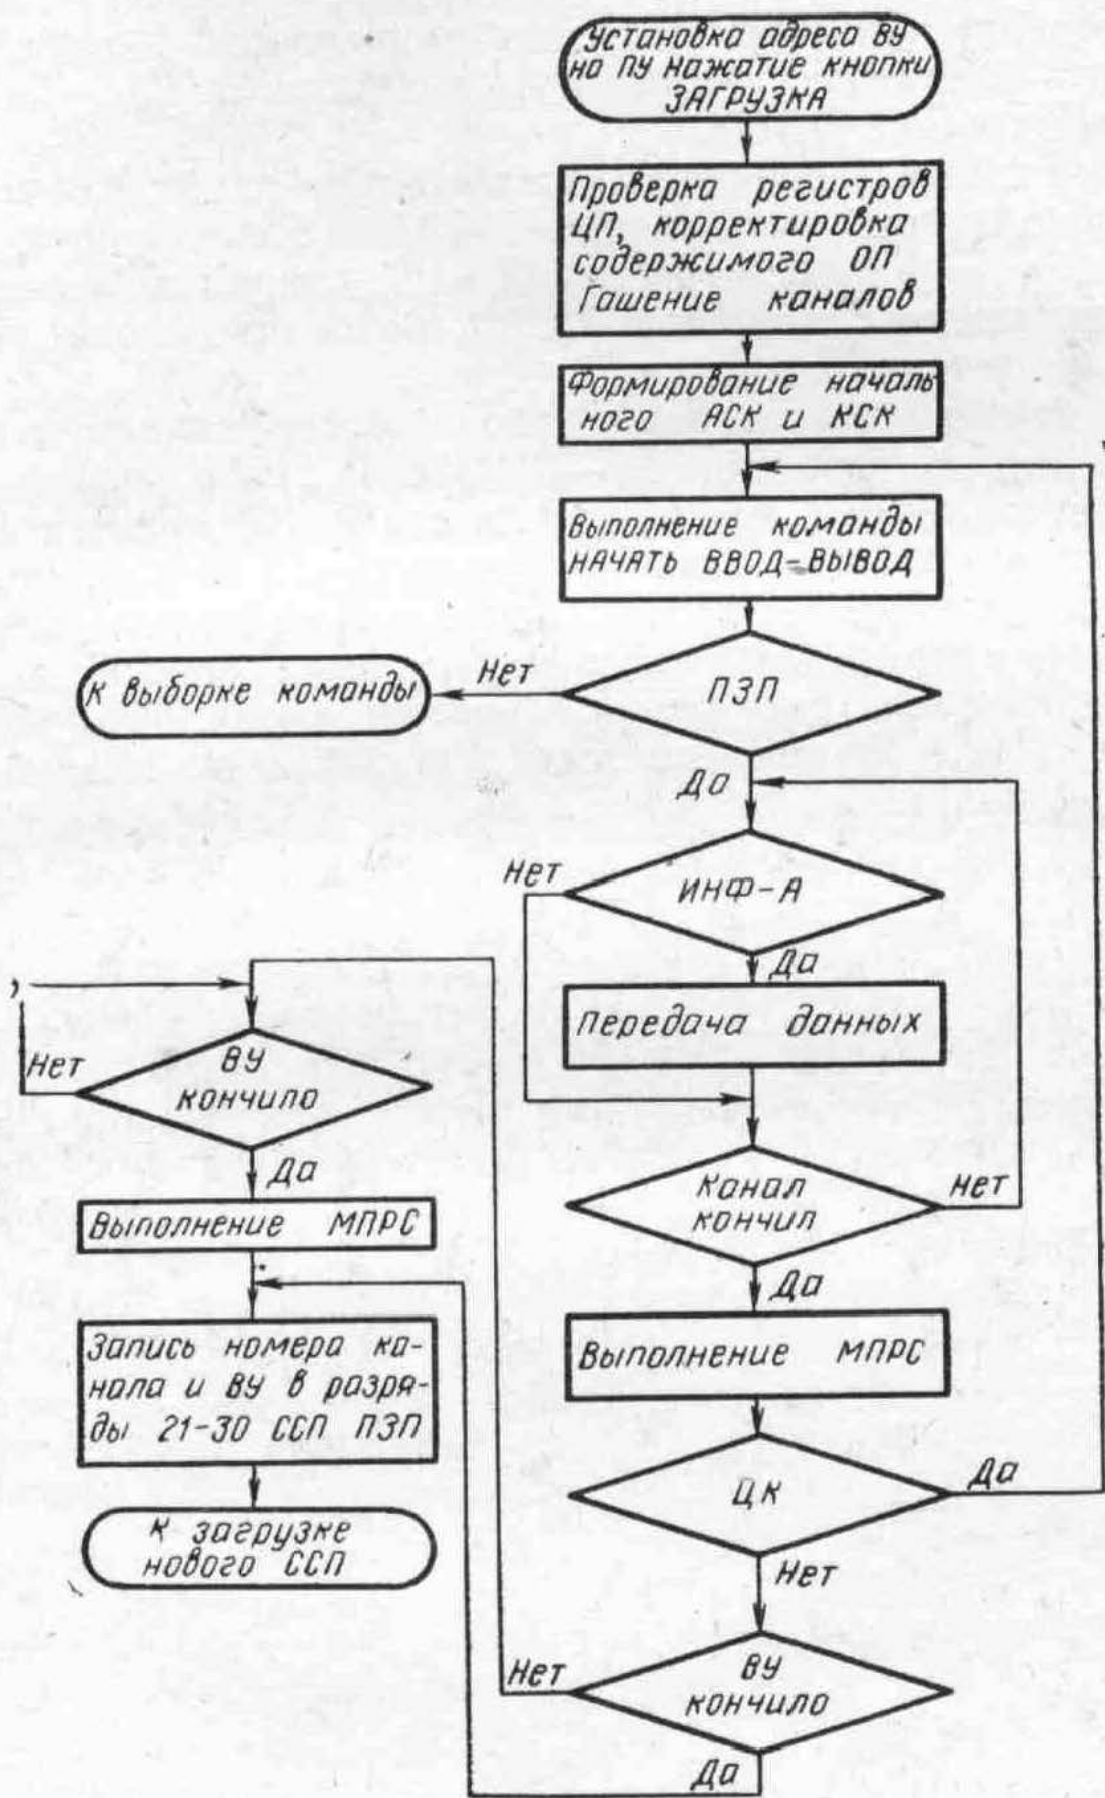 Установка адреса ВУ
на ПУ нажатие кнопки
ЗАГРУЗКА
Проверка регистров
ЦП, корректировка
содержимого ОП
Гашение каналов
Формирование началь
ного АСК и КСК
Выполнение команды
НАЧАТЬ ВВОД-ВЫВОД
ПЗП
Нет
К выборке команды
Да
ИНФ-А
Нет
Да
Передача данных
Канал
кончил
Нет
Да
Выполнение МПРС
ЦК
Да
Нет
ВУ
кончило
Нет
Да
ВУ
кончило
Нет
Да
Выполнение МПРС
Запись номера ка-
нала и ВУ в разря-
ды 21-30 ССП ПЗП
К загрузке
нового ССП